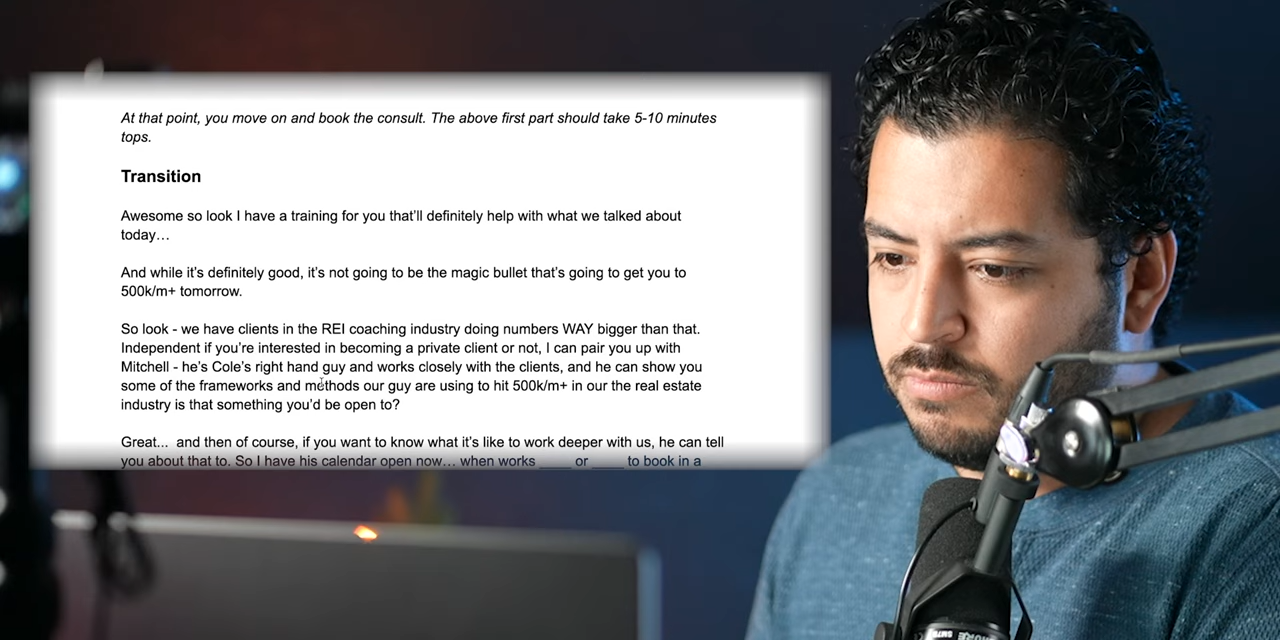 At that point, you move on and book the consult. The above first part should take 5-10 minutes
tops.
Transition
Awesome so look I have a training for you that'll definitely help with what we talked about
today…
And while it's definitely good, it's not going to be the magic bullet that's going to get you to
500k/m+ tomorrow.
So look - we have clients in the REI coaching industry doing numbers WAY bigger than that.
Independent if you're interested in becoming a private client or not, I can pair you up with
Mitchell - he's Cole's right hand guy and works closely with the clients, and he can show you
some of the frameworks and methods our guy are using to hit 500k/m+ in our the real estate
industry is that something you'd be open to?
Great... and then of course, if you want to know what it's like to work deeper with us, he can tell
you about that to. So I have his calendar open now… when works ____ or ____ to book in a
SM7B